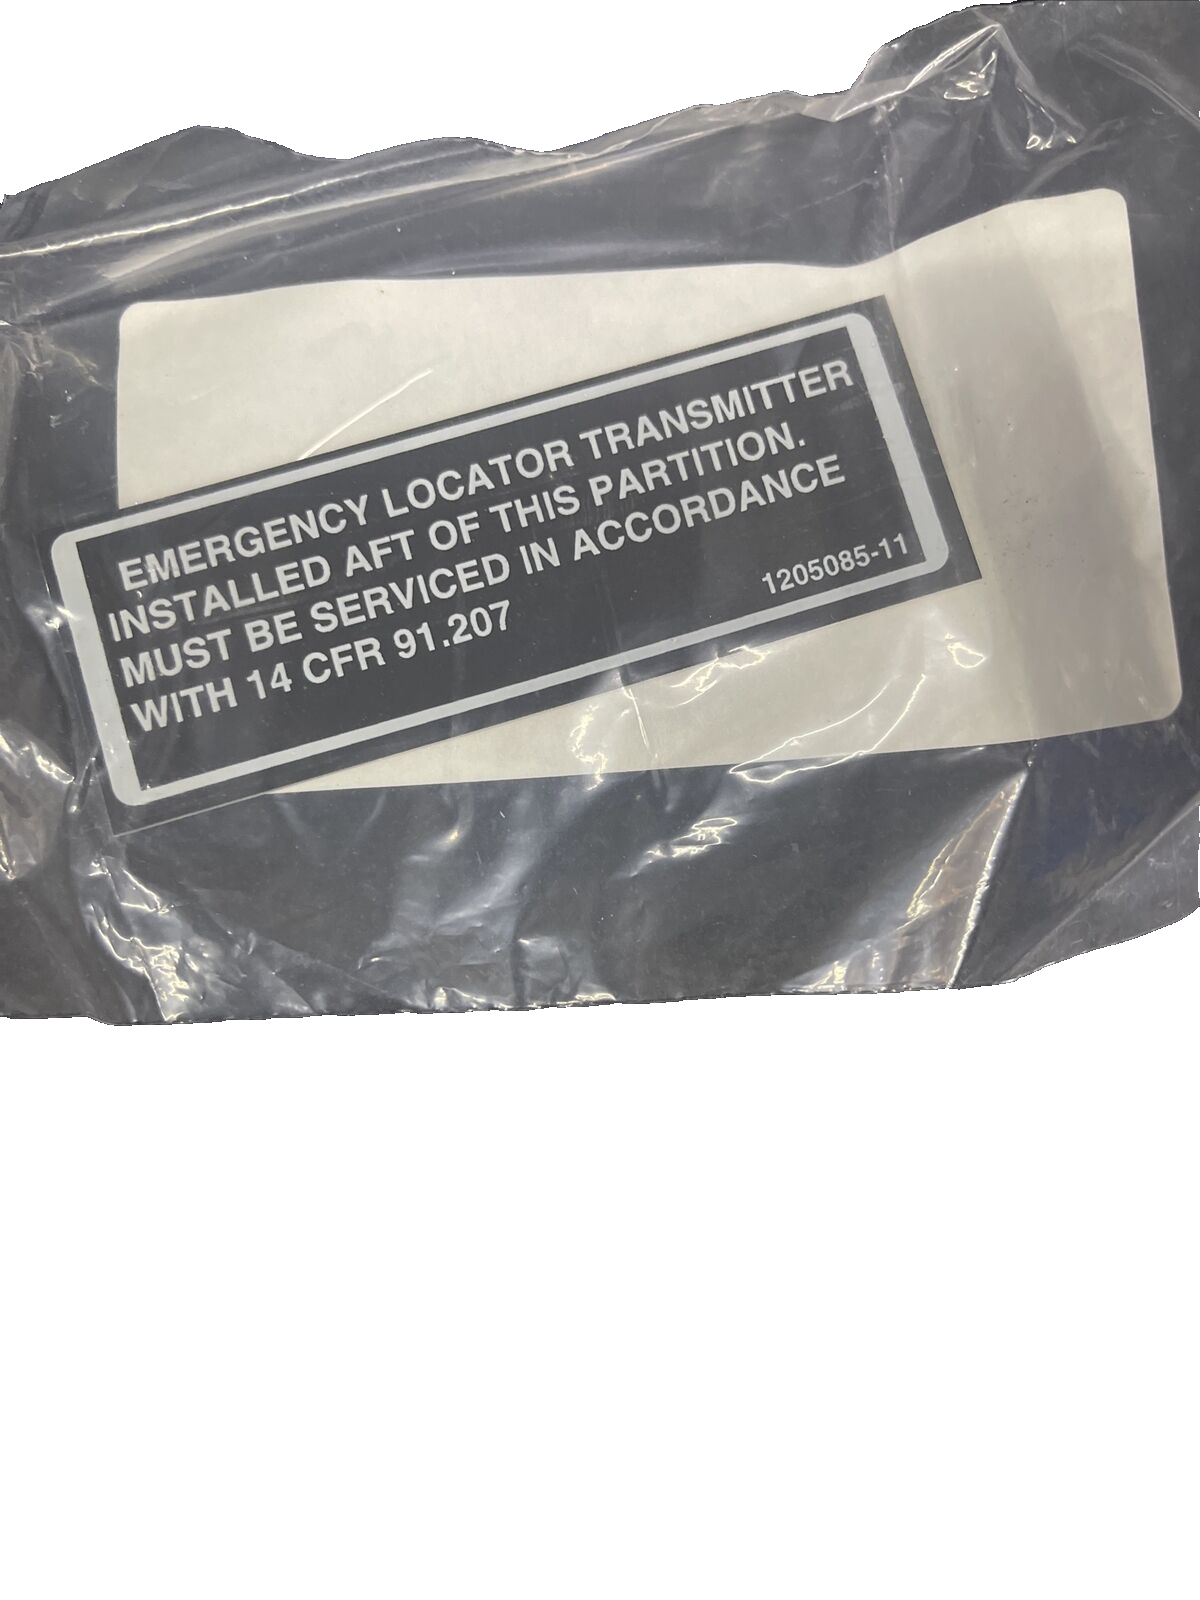 EMERGENCY LOCATOR TRANSMITTER
INSTALLED AFT OF THIS PARTITION.
MUST BE SERVICED IN ACCORDANCE
WITH 14 CFR 91.207
1205085-11